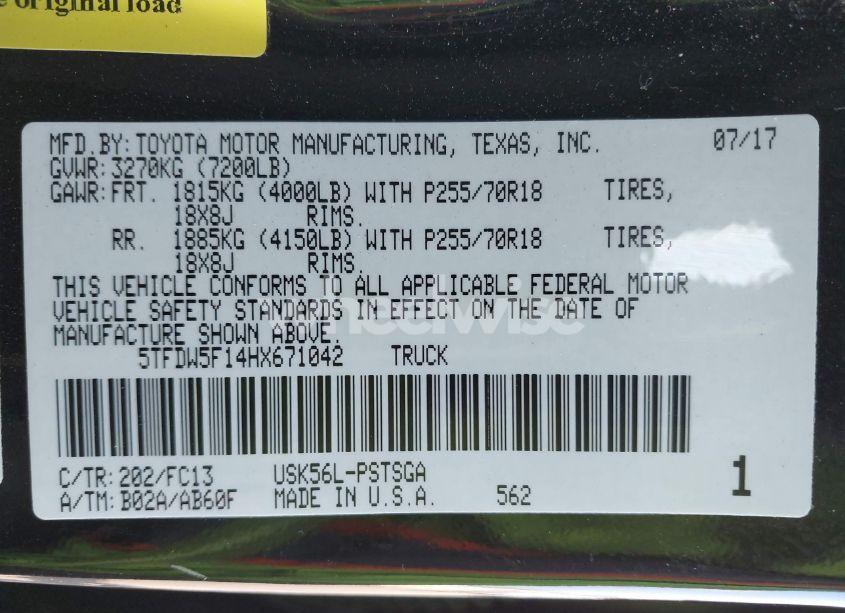 original load
MFD.BY: TOYOTA MOTOR MANUFACTURING, TEXAS, INC. 07/17
GVWR: 3270KG (7200LB)
GAWR: FRT. 1815KG (4000LB) WITH P255/70R18 TIRES,
18X8J RIMS.
RR. 1885KG (4150LB) WITH P255/70R18 TIRES,
18X8J RIMS.
THIS VEHICLE CONFORMS TO ALL APPLICABLE FEDERAL MOTOR
VEHICLE SAFETY STANDARDS IN EFFECT ON THE DATE OF
MANUFACTURE SHOWN ABOVE.
5TFDW5F14HX671042 TRUCK
C/TR: 202/FC13 USK56L-PSTSGA 1
A/TM: B02A/AB60F MADE IN U.S.A. 562